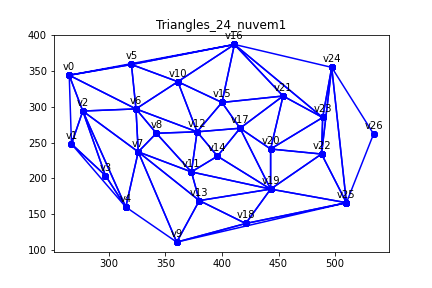 Triangles_24_nuvem1
400
350
300
250
200
150
100
300
350
400
450
500
v0
v1
v2
v3
v4
v5
v6
v7
v8
v9
v10
v11
v12
v13
v14
v15
v16
v17
v18
v19
v20
v21
v22
v23
v24
v25
v26